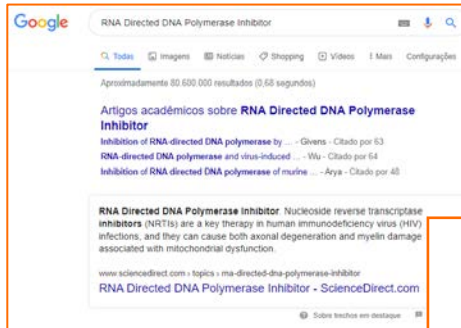 Google
RNA Directed DNA Polymerase Inhibitor
Todas Imagens Notícias Shopping Vídeos Mais Configurações
Aproximadamente 80.600.000 resultados (0,68 segundos)
Artigos acadêmicos sobre RNA Directed DNA Polymerase
Inhibitor
Inhibition of RNA-directed DNA polymerase by ... - Givens - Citado por 63
RNA-directed DNA polymerase and virus-induced ... - Wu - Citado por 64
Inhibition of RNA directed DNA polymerase of murine ... - Arya - Citado por 48
RNA Directed DNA Polymerase Inhibitor. Nucleoside reverse transcriptase
inhibitors (NRTIs) are a key therapy in human immunodeficiency virus (HIV)
infections, and they can cause both axonal degeneration and myelin damage
associated with mitochondrial dysfunction.
www.sciencedirect.com › topics › rna-directed-dna-polymerase-inhibitor
RNA Directed DNA Polymerase Inhibitor - ScienceDirect.com
Sobre trechos em destaque